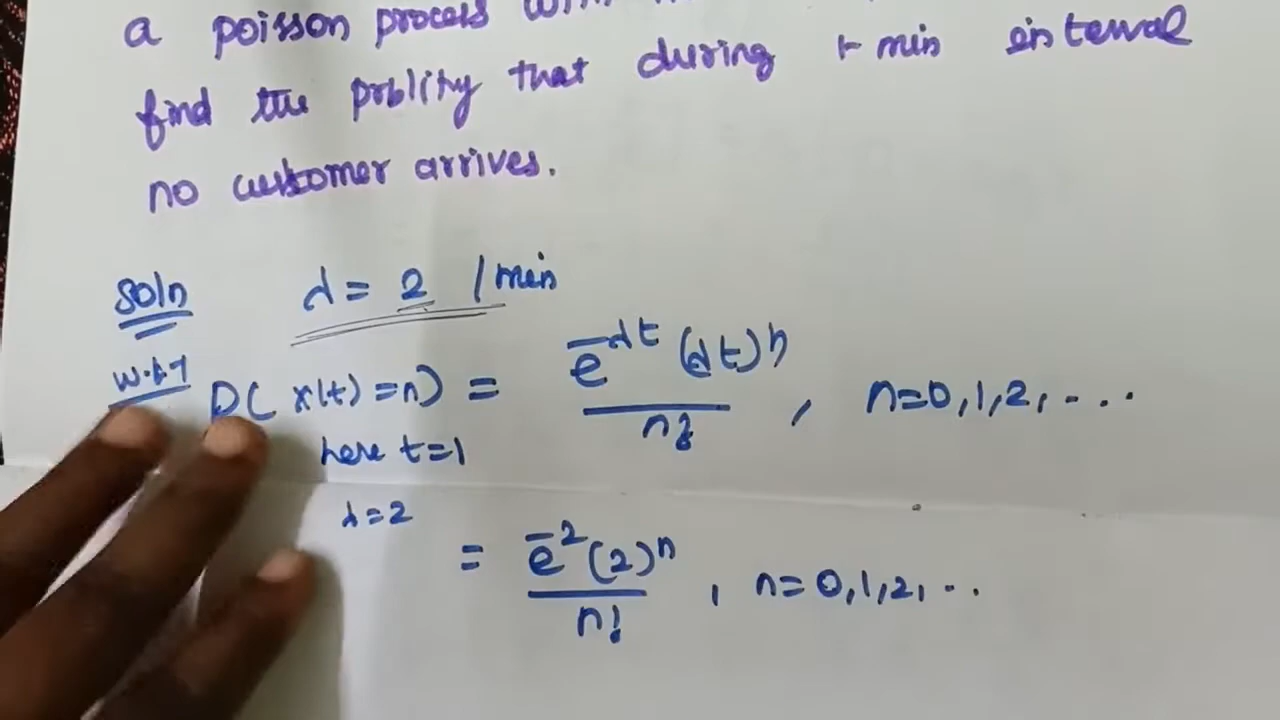 a poisson process with
find the problity that during 1-min interval
no customer arrives.
Soln λ = 2 /min
w.k.T P( x(t) = n) = e^-λt (λt)^n / n! , n=0,1,2, ...
here t=1
λ=2
= e^-2 (2)^n / n! , n=0,1,2, ...